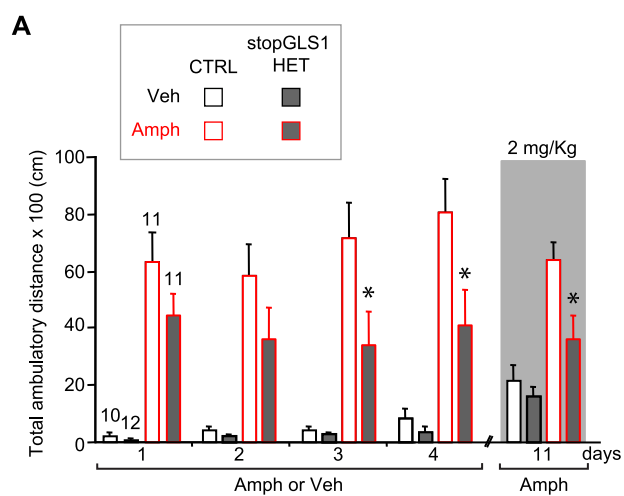 A
stopGLS1
CTRL HET
Veh
Amph
Total ambulatory distance x 100 (cm)
100
80
60
40
20
0
2 mg/Kg
11
11
10 12
*
*
*
1 2 3 4 11 days
Amph or Veh Amph